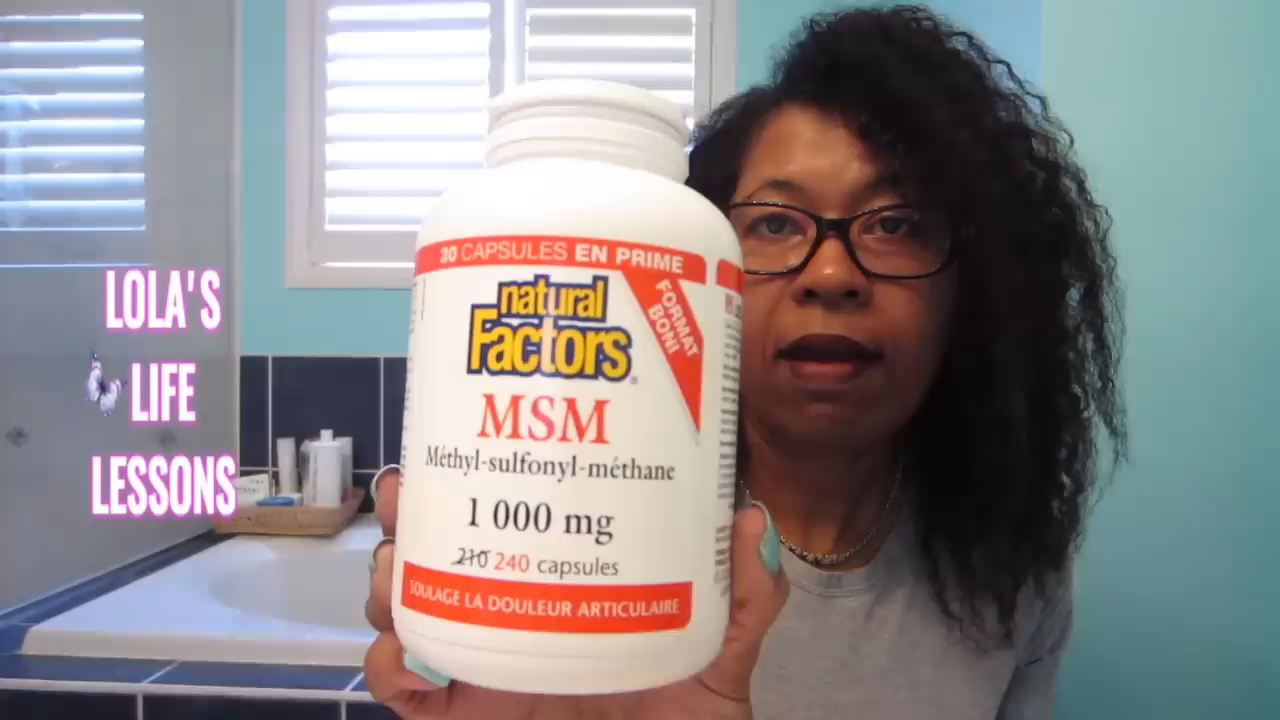 LOLA'S
LIFE
LESSONS
30 CAPSULES EN PRIME
FORMAT
BONI
natural
Factors®
MSM
Méthyl-sulfonyl-méthane
1 000 mg
210 240 capsules
SOULAGE LA DOULEUR ARTICULAIRE